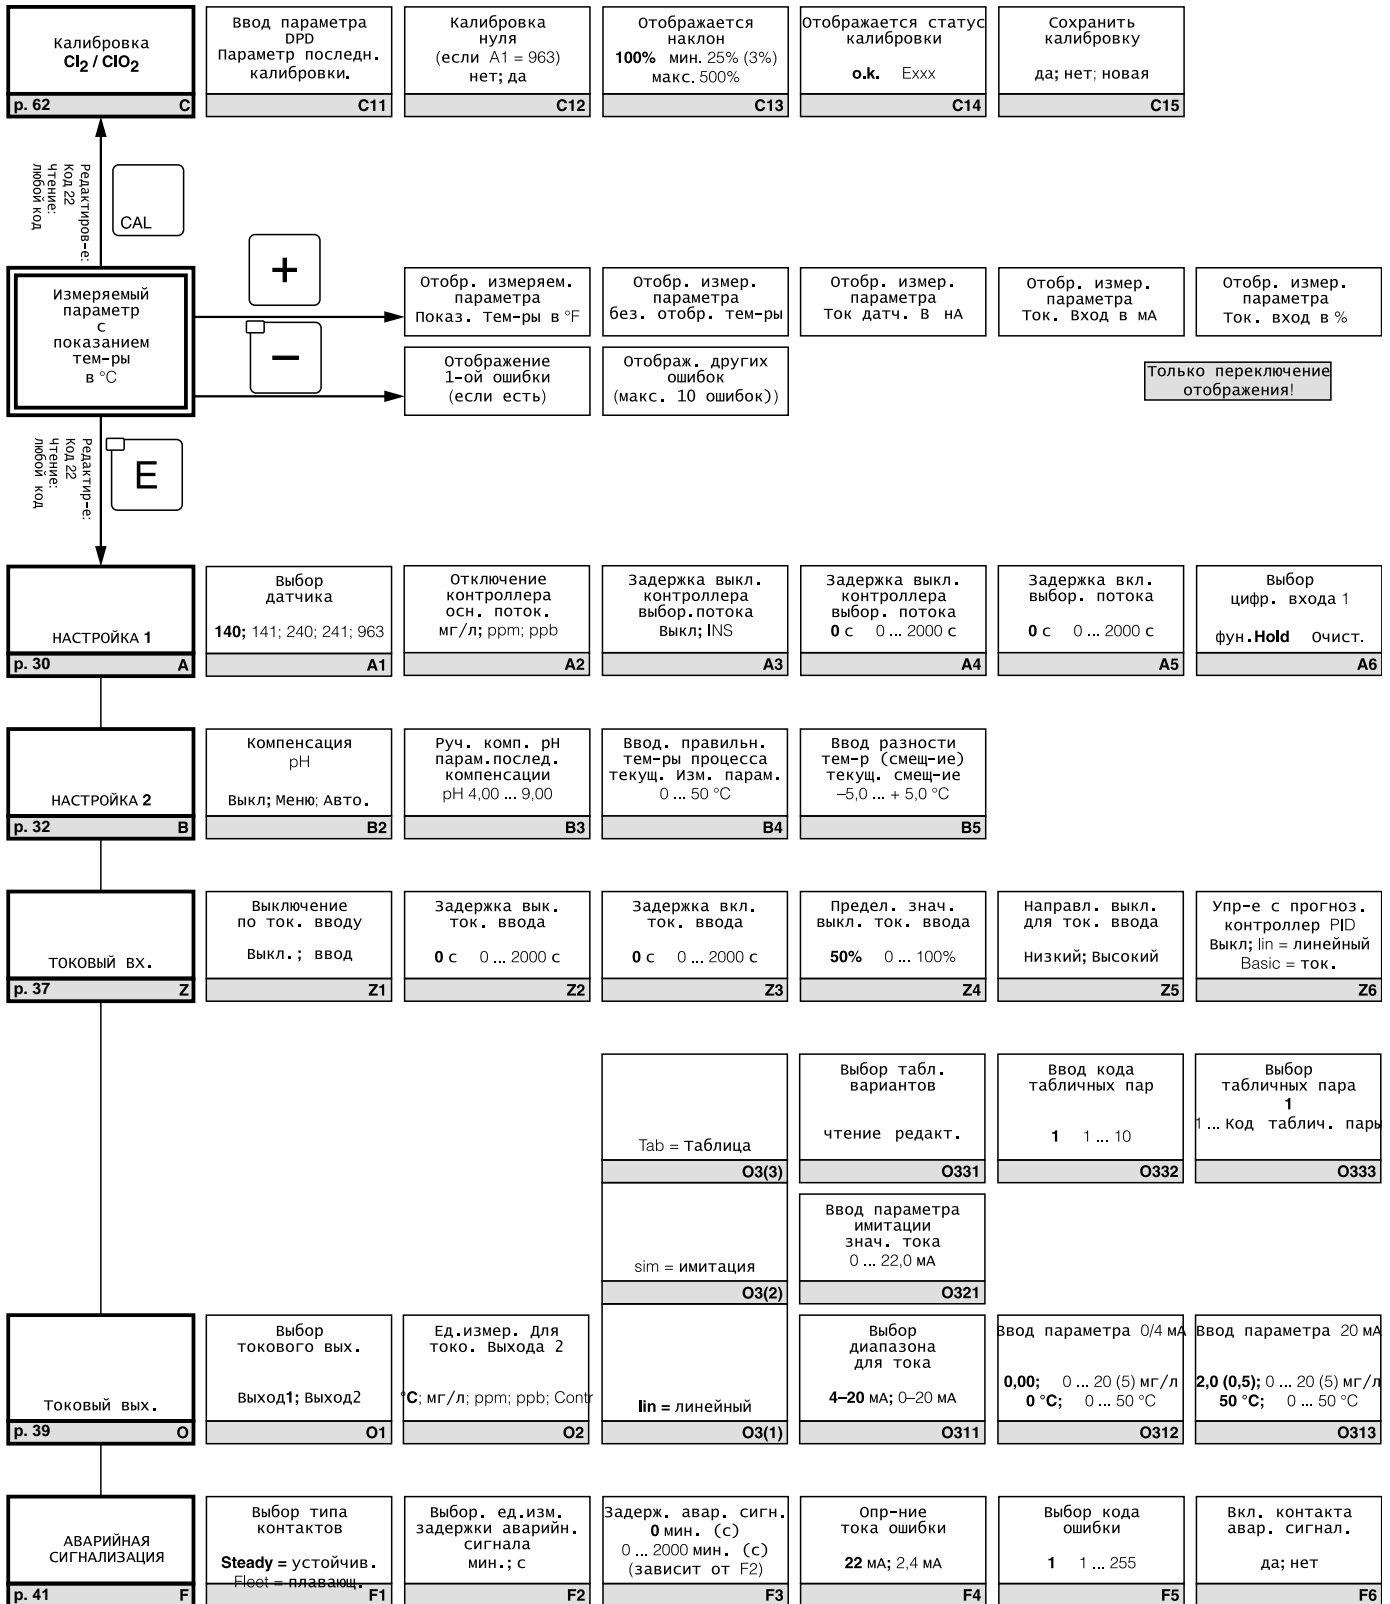 Калибровка
Cl2 / ClO2
p. 62 C
Ввод параметра
DPD
Параметр последн.
калибровки.
C11
Калибровка
нуля
(если A1 = 963)
нет; да
C12
Отображается
наклон
100% мин. 25% (3%)
макс. 500%
C13
Отображается статус
калибровки
o.k. Exxx
C14
Сохранить
калибровку
да; нет; новая
C15
Редактиров-е:
Код 22
Чтение:
любой код
CAL
Измеряемый
параметр
с
показанием
тем-ры
в °C
+
−
Отобр. измеряем.
параметра
Показ. Тем-ры в °F
Отобр. измер.
параметра
без. отобр. тем-ры
Отобр. измер.
параметра
Ток датч. В нА
Отобр. измер.
параметра
Ток. Вход в мА
Отобр. измер.
параметра
Ток. вход в %
Отображение
1-ой ошибки
(если есть)
Отображ. других
ошибок
(макс. 10 ошибок))
Только переключение
отображения!
Редактир-е:
Код 22
Чтение:
любой код
E
НАСТРОЙКА 1
p. 30 A
Выбор
датчика
140; 141; 240; 241; 963
A1
Отключение
контроллера
осн. поток.
мг/л; ppm; ppb
A2
Задержка выкл.
контроллера
выбор.потока
Выкл; INS
A3
Задержка выкл.
контроллера
выбор. потока
0 с 0 ... 2000 с
A4
Задержка вкл.
выбор. потока
0 с 0 ... 2000 с
A5
Выбор
цифр. входа 1
фун.Hold Очист.
A6
НАСТРОЙКА 2
p. 32 B
Компенсация
pH
Выкл; Меню; Авто.
B2
Руч. комп. pH
парам.послед.
компенсации
pH 4,00 ... 9,00
B3
Ввод. правильн.
тем-ры процесса
текущ. Изм. парам.
0 ... 50 °C
B4
Ввод разности
тем-р (смещ-ие)
текущ. смещ-ие
–5,0 ... + 5,0 °C
B5
ТОКОВЫЙ ВХ.
p. 37 Z
Выключение
по ток. вводу
Выкл.; ввод
Z1
Задержка вык.
ток. ввода
0 с 0 ... 2000 с
Z2
Задержка вкл.
ток. ввода
0 с 0 ... 2000 с
Z3
Предел. знач.
выкл. ток. ввода
50% 0 ... 100%
Z4
Направл. выкл.
для ток. ввода
Низкий; Высокий
Z5
Упр-е с прогноз.
контроллер PID
Выкл; lin = линейный
Basic = ток.
Z6
Tab = Таблица
O3(3)
Выбор табл.
вариантов
чтение редакт.
O331
Ввод кода
табличных пар
1 1 ... 10
O332
Выбор
табличных пара
1
1 ... Код таблич. пары
O333
sim = имитация
O3(2)
Ввод параметра
имитации
знач. тока
0 ... 22,0 мА
O321
Токовый вых.
p. 39 O
Выбор
токового вых.
Выход1; Выход2
O1
Ед.измер. Для
токо. Выхода 2
°C; мг/л; ppm; ppb; Contr
O2
lin = линейный
O3(1)
Выбор
диапазона
для тока
4–20 мА; 0–20 мА
O311
Ввод параметра 0/4 мА
0,00; 0 ... 20 (5) мг/л
0 °C; 0 ... 50 °C
O312
Ввод параметра 20 мА
2,0 (0,5); 0 ... 20 (5) мг/л
50 °C; 0 ... 50 °C
O313
АВАРИЙНАЯ
СИГНАЛИЗАЦИЯ
p. 41 F
Выбор типа
контактов
Steady = устойчив.
Fleet = плавающ.
F1
Выбор. ед.изм.
задержки аварийн.
сигнала
мин.; с
F2
Задерж. авар. сигн.
0 мин. (с)
0 ... 2000 мин. (с)
(зависит от F2)
F3
Опр-ние
тока ошибки
22 мА; 2,4 мА
F4
Выбор кода
ошибки
1 1 ... 255
F5
Вкл. контакта
авар. сигнал.
да; нет
F6